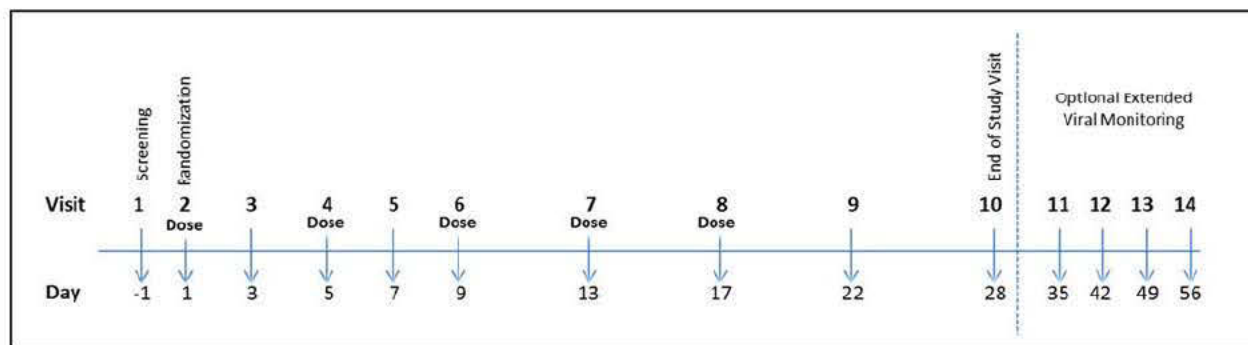 Screening
Randomization
End of Study Visit
Optional Extended
Viral Monitoring
Visit 1 2 3 4 5 6 7 8 9 10 11 12 13 14
Dose Dose Dose Dose Dose
Day -1 1 3 5 7 9 13 17 22 28 35 42 49 56